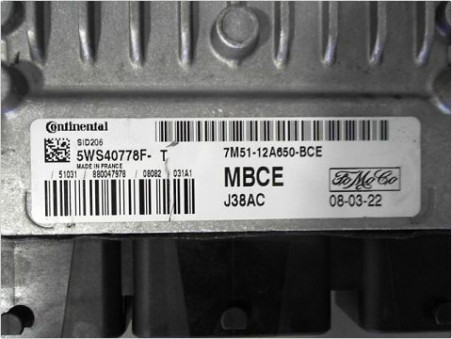 Continental
SID206
5WS40778F- T
MADE IN FRANCE
/ 51031 / 880047978 / 08082 / 031A1 /
7M51-12A650-BCE
MBCE
J38AC
FoMoCo
08-03-22